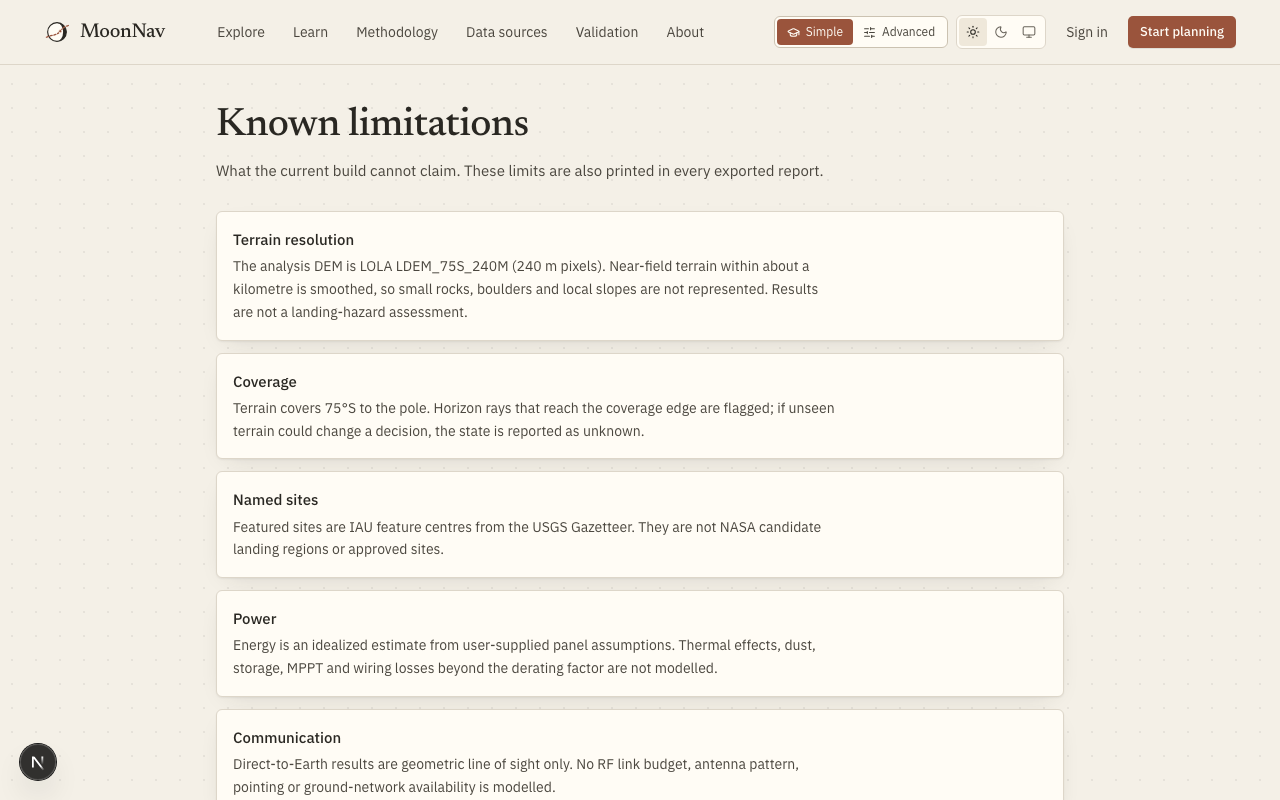 MoonNav
Explore
Learn
Methodology
Data sources
Validation
About
Simple
Advanced
Sign in
Start planning
Known limitations
What the current build cannot claim. These limits are also printed in every exported report.
Terrain resolution
The analysis DEM is LOLA LDEM_75S_240M (240 m pixels). Near-field terrain within about a
kilometre is smoothed, so small rocks, boulders and local slopes are not represented. Results
are not a landing-hazard assessment.
Coverage
Terrain covers 75°S to the pole. Horizon rays that reach the coverage edge are flagged; if unseen
terrain could change a decision, the state is reported as unknown.
Named sites
Featured sites are IAU feature centres from the USGS Gazetteer. They are not NASA candidate
landing regions or approved sites.
Power
Energy is an idealized estimate from user-supplied panel assumptions. Thermal effects, dust,
storage, MPPT and wiring losses beyond the derating factor are not modelled.
Communication
Direct-to-Earth results are geometric line of sight only. No RF link budget, antenna pattern,
pointing or ground-network availability is modelled.
N